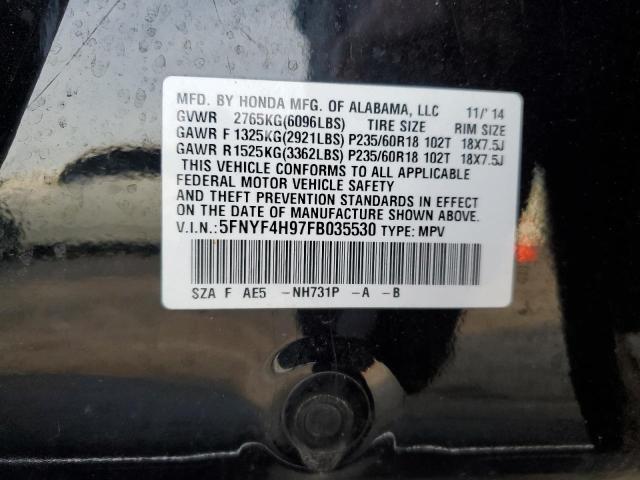 MFD. BY HONDA MFG. OF ALABAMA, LLC 11/'14
GVWR 2765KG(6096LBS) TIRE SIZE RIM SIZE
GAWR F 1325KG(2921LBS) P235/60R18 102T 18X7.5J
GAWR R 1525KG(3362LBS) P235/60R18 102T 18X7.5J
THIS VEHICLE CONFORMS TO ALL APPLICABLE
FEDERAL MOTOR VEHICLE SAFETY
AND THEFT PREVENTION STANDARDS IN EFFECT
ON THE DATE OF MANUFACTURE SHOWN ABOVE.
V.I.N.:5FNYF4H97FB035530 TYPE: MPV
SZA F AE5 -NH731P -A -B